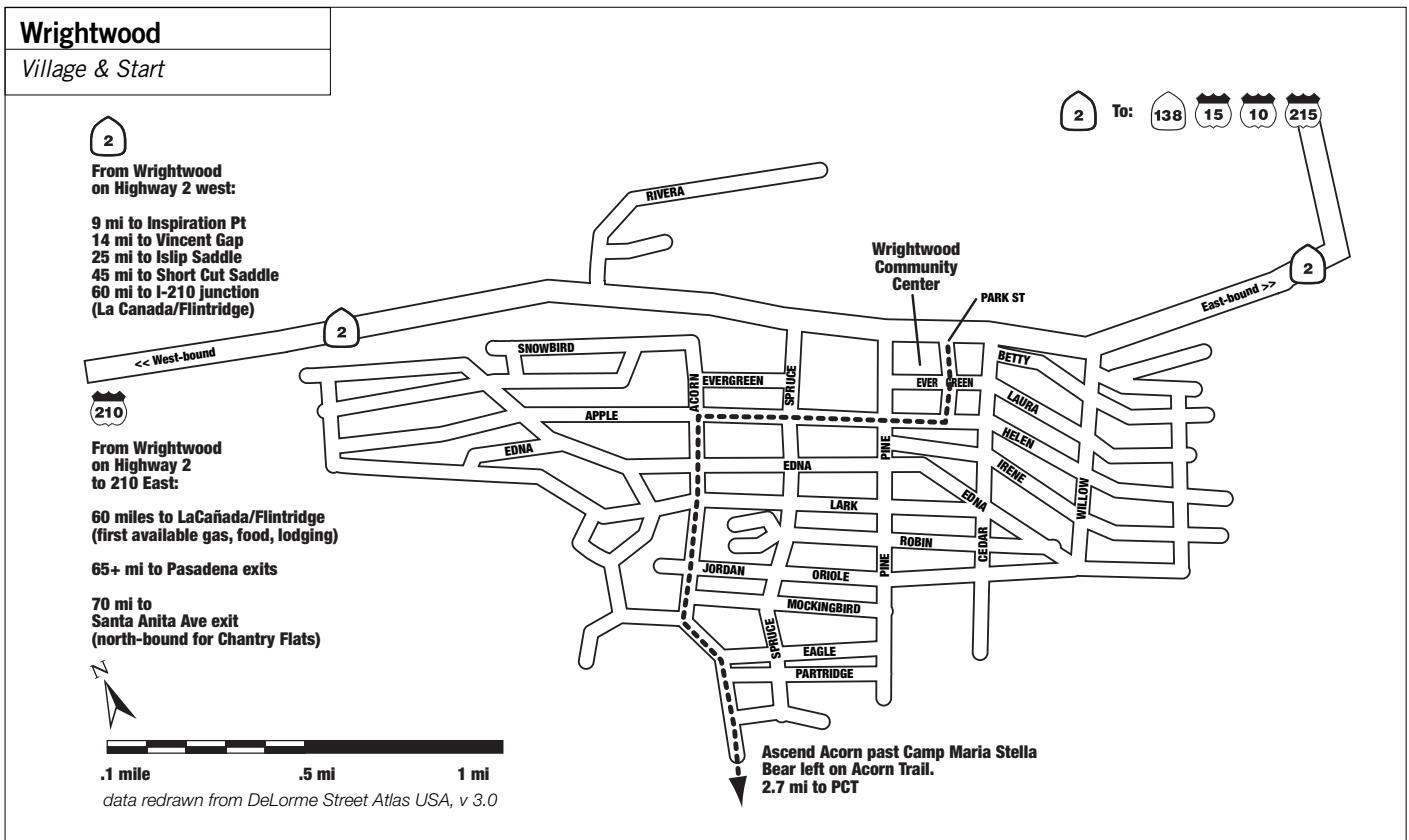 Wrightwood
Village & Start
2 To: 138 15 10 215
2
From Wrightwood
on Highway 2 west:
9 mi to Inspiration Pt
14 mi to Vincent Gap
25 mi to Islip Saddle
45 mi to Short Cut Saddle
60 mi to I-210 junction
(La Canada/Flintridge)
RIVERA
Wrightwood
Community
Center
PARK ST
2
East-bound >>
2
<< West-bound
210
From Wrightwood
on Highway 2
to 210 East:
60 miles to LaCañada/Flintridge
(first available gas, food, lodging)
65+ mi to Pasadena exits
70 mi to
Santa Anita Ave exit
(north-bound for Chantry Flats)
SNOWBIRD
BETTY
ACORN
EVERGREEN
SPRUCE
EVER GREEN
LAURA
APPLE
HELEN
EDNA
PINE
EDNA
IRENE
EDNA
WILLOW
LARK
ROBIN
CEDAR
JORDAN
ORIOLE
PINE
MOCKINGBIRD
SPRUCE
EAGLE
PARTRIDGE
N
.1 mile .5 mi 1 mi
data redrawn from DeLorme Street Atlas USA, v 3.0
Ascend Acorn past Camp Maria Stella
Bear left on Acorn Trail.
2.7 mi to PCT